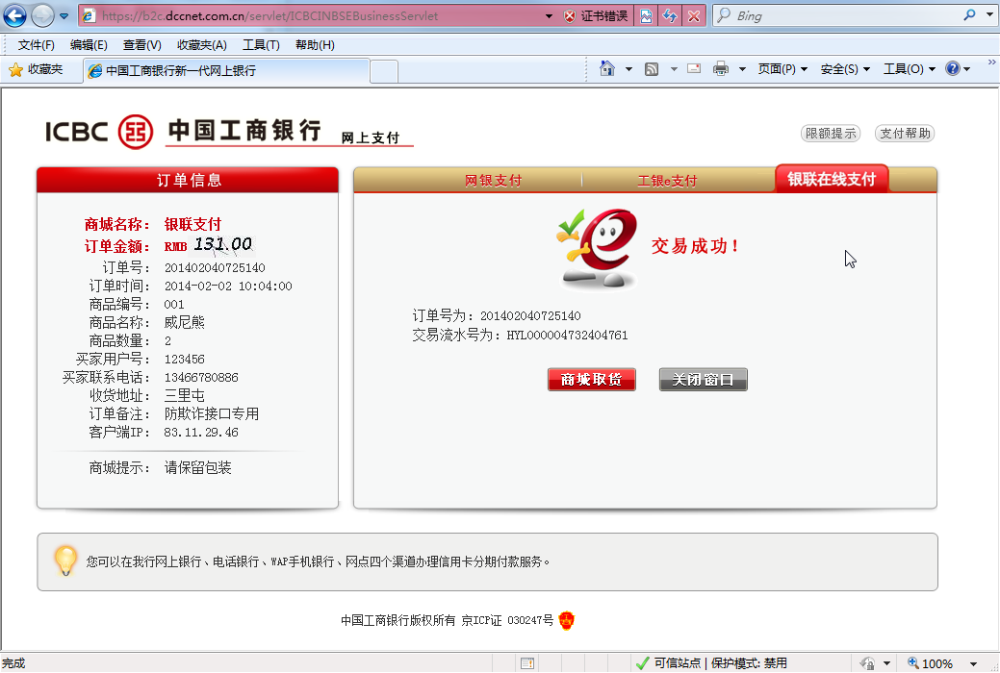 https://b2c.dccnet.com.cn/servlet/ICBCINBSEBusinessServlet
证书错误
Bing
文件(F) 编辑(E) 查看(V) 收藏夹(A) 工具(T) 帮助(H)
收藏夹 中国工商银行新一代网上银行 页面(P) 安全(S) 工具(O) »
ICBC 中国工商银行 网上支付
限额提示 支付帮助
订单信息
商城名称: 银联支付
订单金额: RMB 131.00
订单号: 201402040725140
订单时间: 2014-02-02 10:04:00
商品编号: 001
商品名称: 威尼熊
商品数量: 2
买家用户号: 123456
买家联系电话: 13466780886
收货地址: 三里屯
订单备注: 防欺诈接口专用
客户端IP: 83.11.29.46
商城提示: 请保留包装
网银支付 工银e支付 银联在线支付
交易成功!
订单号为: 201402040725140
交易流水号为: HYL000004732404761
商城取货 关闭窗口
您可以在我行网上银行、电话银行、WAP手机银行、网点四个渠道办理信用卡分期付款服务。
中国工商银行版权所有 京ICP证 030247号
完成 可信站点 | 保护模式: 禁用 100%